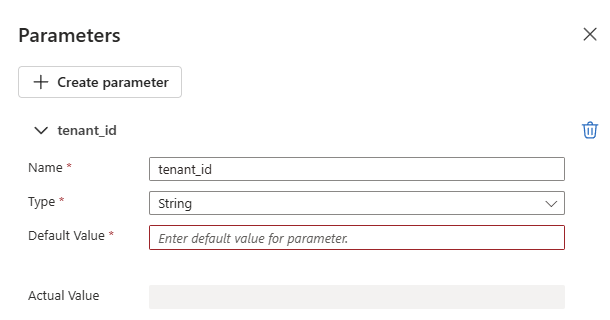 Parameters
Create parameter
tenant_id
Name * tenant_id
Type * String
Default Value * Enter default value for parameter.
Actual Value